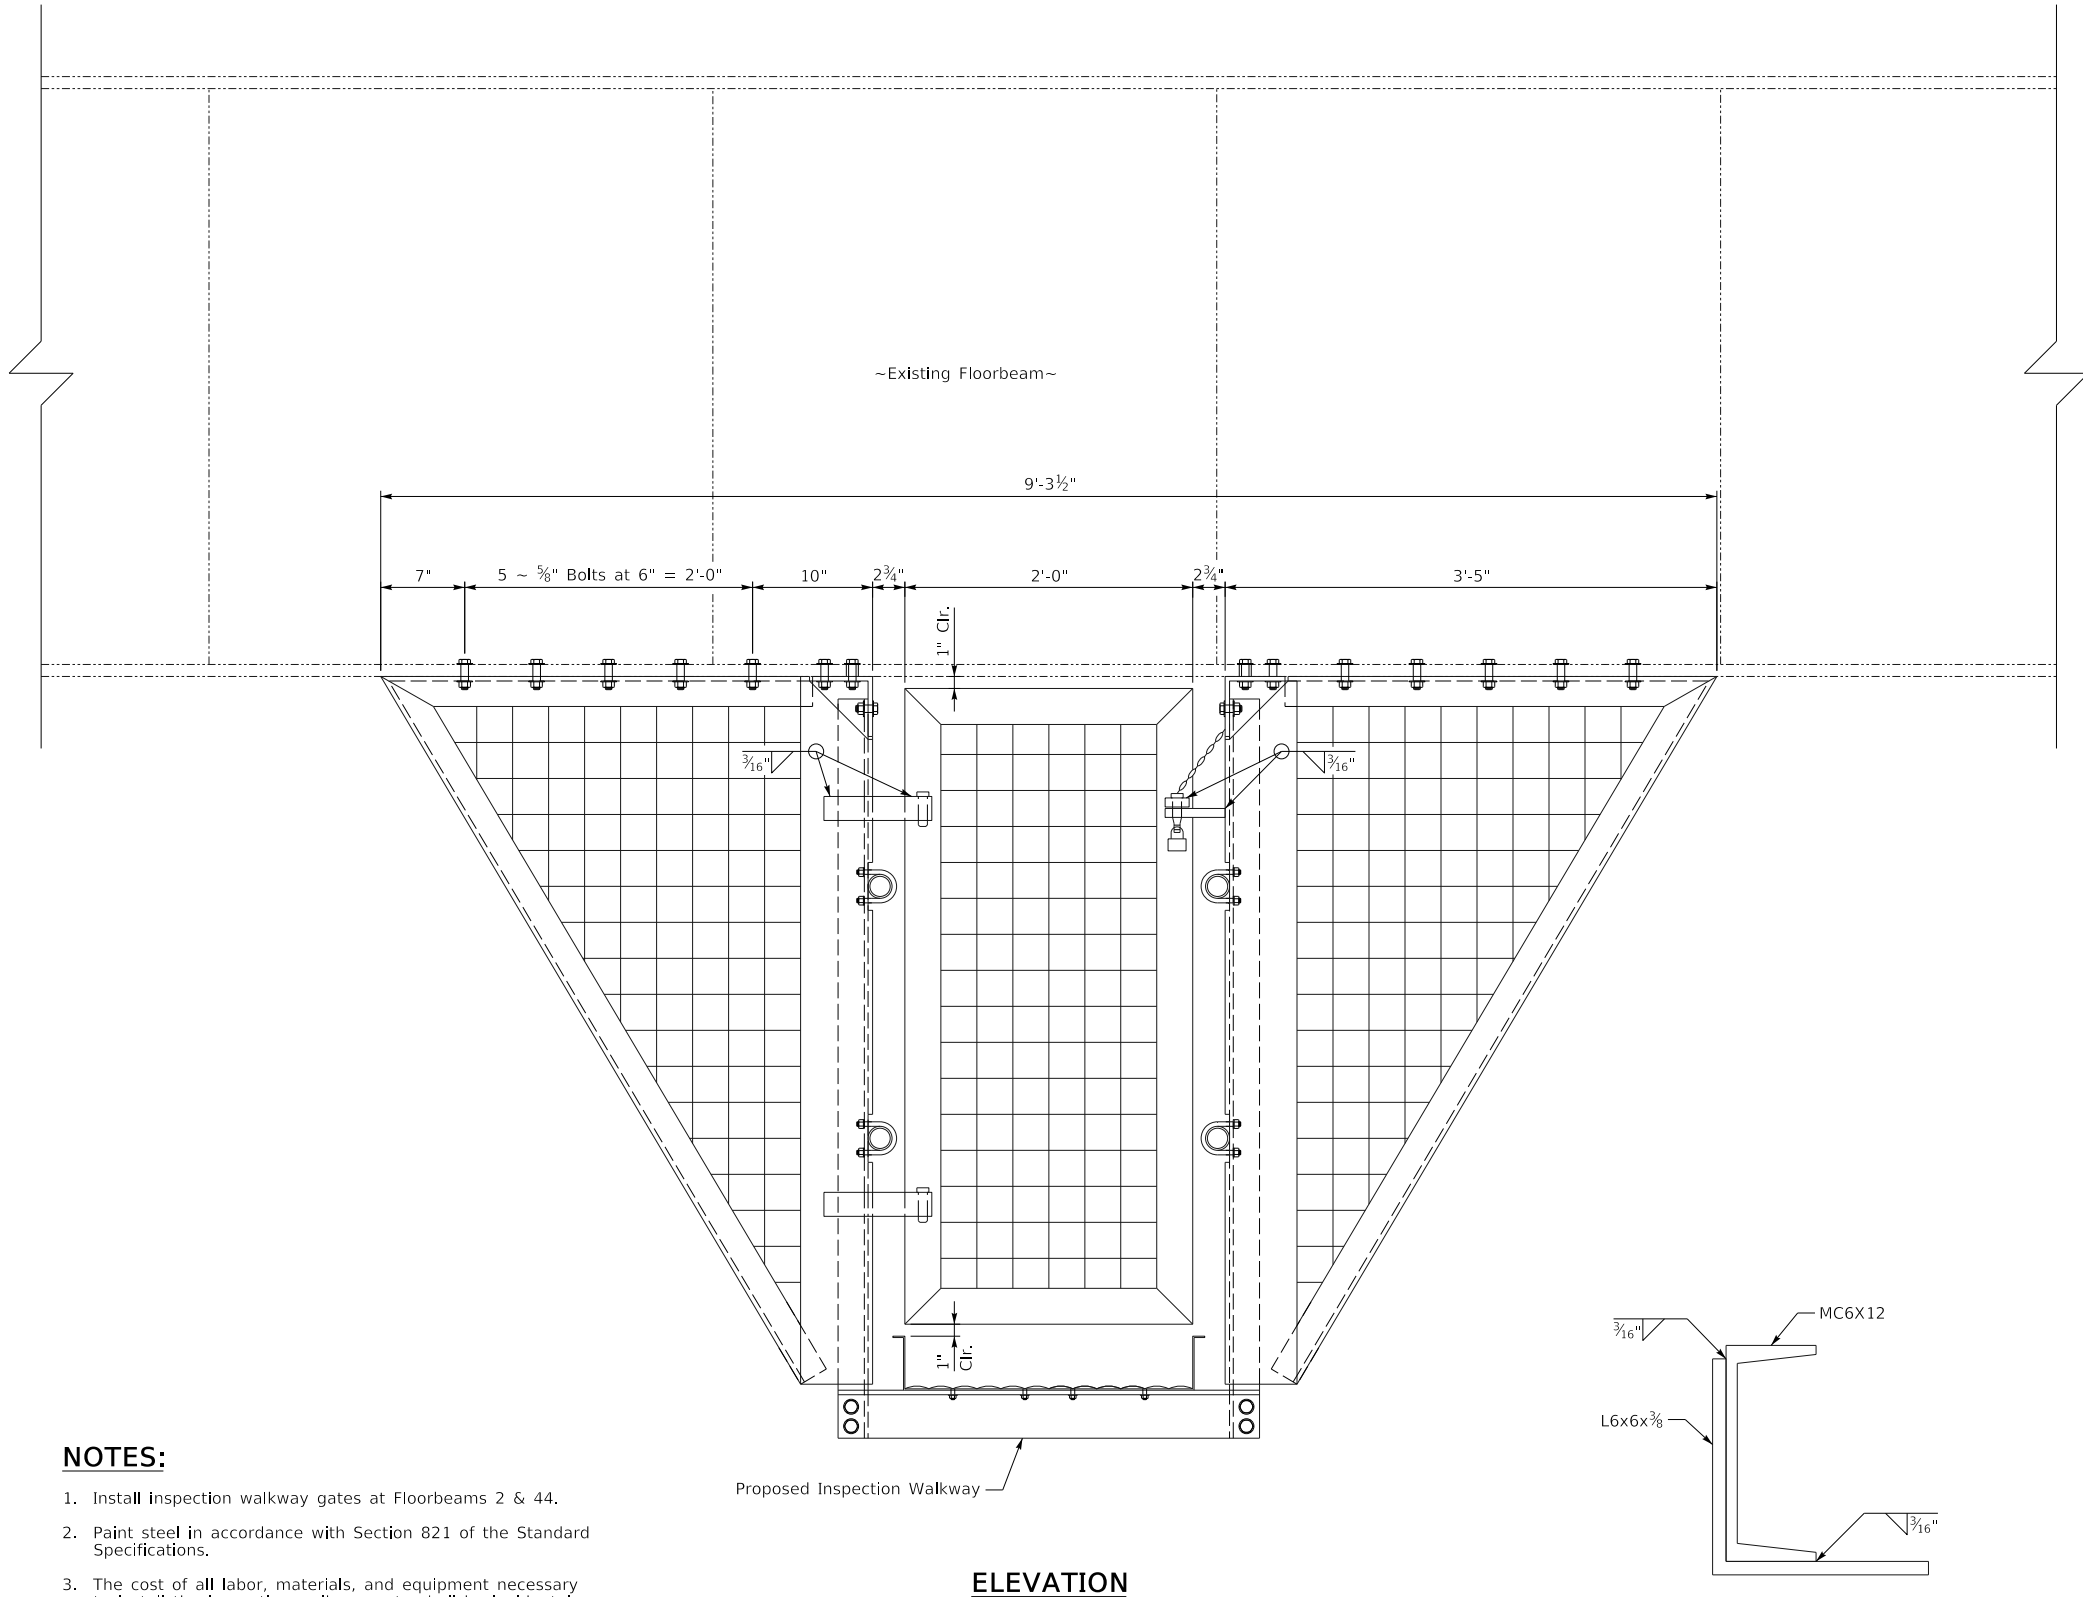 ~Existing Floorbeam~
9'-3½"
7"
5 ~ ⅝" Bolts at 6" = 2'-0"
10"
2¾"
2'-0"
2¾"
3'-5"
1" Clr.
3⁄16"
3⁄16"
1" Clr.
Proposed Inspection Walkway
3⁄16"
MC6X12
L6x6x⅜
3⁄16"
NOTES:
1. Install inspection walkway gates at Floorbeams 2 & 44.
2. Paint steel in accordance with Section 821 of the Standard
Specifications.
3. The cost of all labor, materials, and equipment necessary
ELEVATION